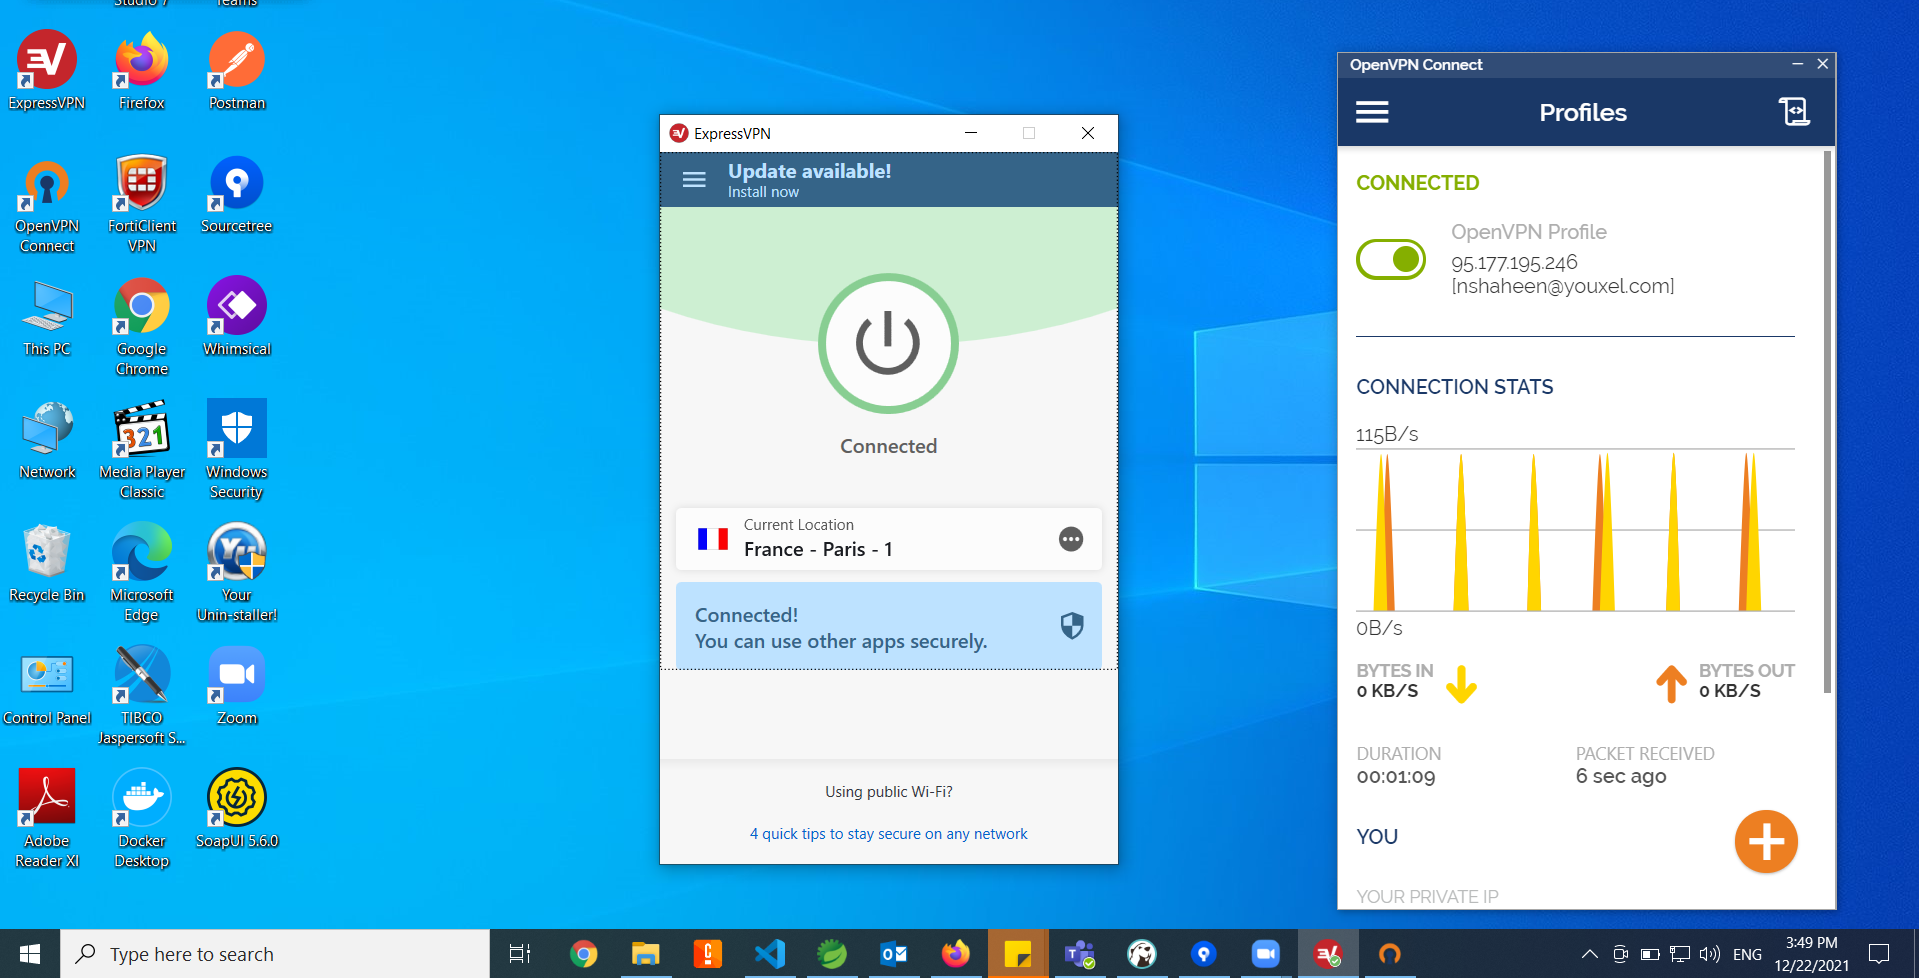 Studio 7
Teams
ExpressVPN
Firefox
Postman
OpenVPN
Connect
FortiClient
VPN
Sourcetree
This PC
Google
Chrome
Whimsical
Network
Media Player
Classic
Windows
Security
Recycle Bin
Microsoft
Edge
Your
Unin-staller!
Control Panel
TIBCO
Jaspersoft S...
Zoom
Adobe
Reader XI
Docker
Desktop
SoapUI 5.6.0
321
ExpressVPN
Update available!
Install now
Connected
Current Location
France - Paris - 1
Connected!
You can use other apps securely.
Using public Wi-Fi?
4 quick tips to stay secure on any network
OpenVPN Connect
Profiles
CONNECTED
OpenVPN Profile
95.177.195.246
[nshaheen@youxel.com]
CONNECTION STATS
115B/s
0B/s
BYTES IN
0 KB/S
BYTES OUT
0 KB/S
DURATION
00:01:09
PACKET RECEIVED
6 sec ago
YOU
YOUR PRIVATE IP
Type here to search
ENG
3:49 PM
12/22/2021